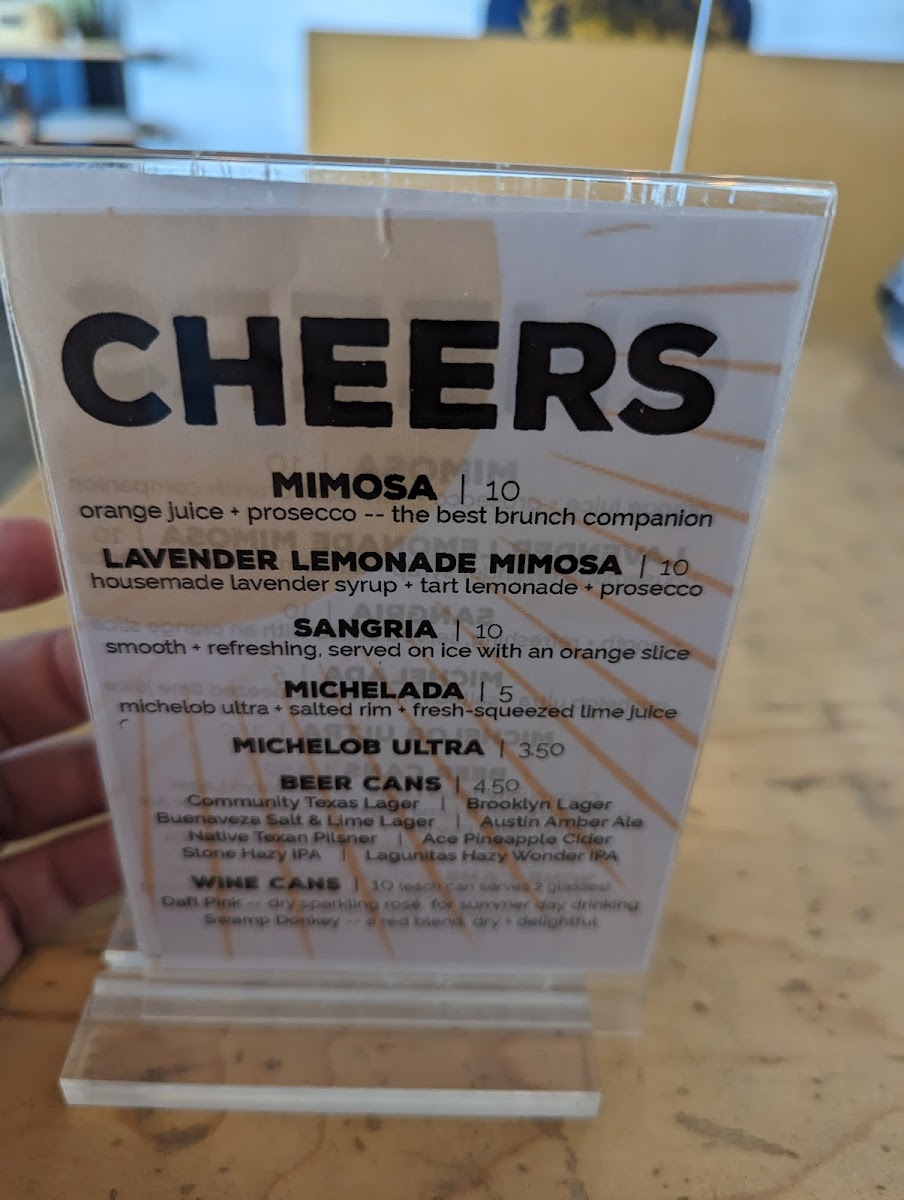 CHEERS
MIMOSA | 10
orange juice + prosecco -- the best brunch companion
LAVENDER LEMONADE MIMOSA | 10
housemade lavender syrup + tart lemonade + prosecco
SANGRIA | 10
smooth + refreshing, served on ice with an orange slice
MICHELADA | 5
michelob ultra + salted rim + fresh-squeezed lime juice
MICHELOB ULTRA | 3.50
BEER CANS | 4.50
Community Texas Lager | Brooklyn Lager
Buenaveza Salt & Lime Lager | Austin Amber Ale
Native Texan Pilsner | Ace Pineapple Cider
Stone Hazy IPA | Lagunitas Hazy Wonder IPA
WINE CANS | 10 (each can serves 2 glasses)
Daft Pink -- dry sparkling rosé, for summer day drinking
Swamp Donkey -- a red blend, dry + delightful